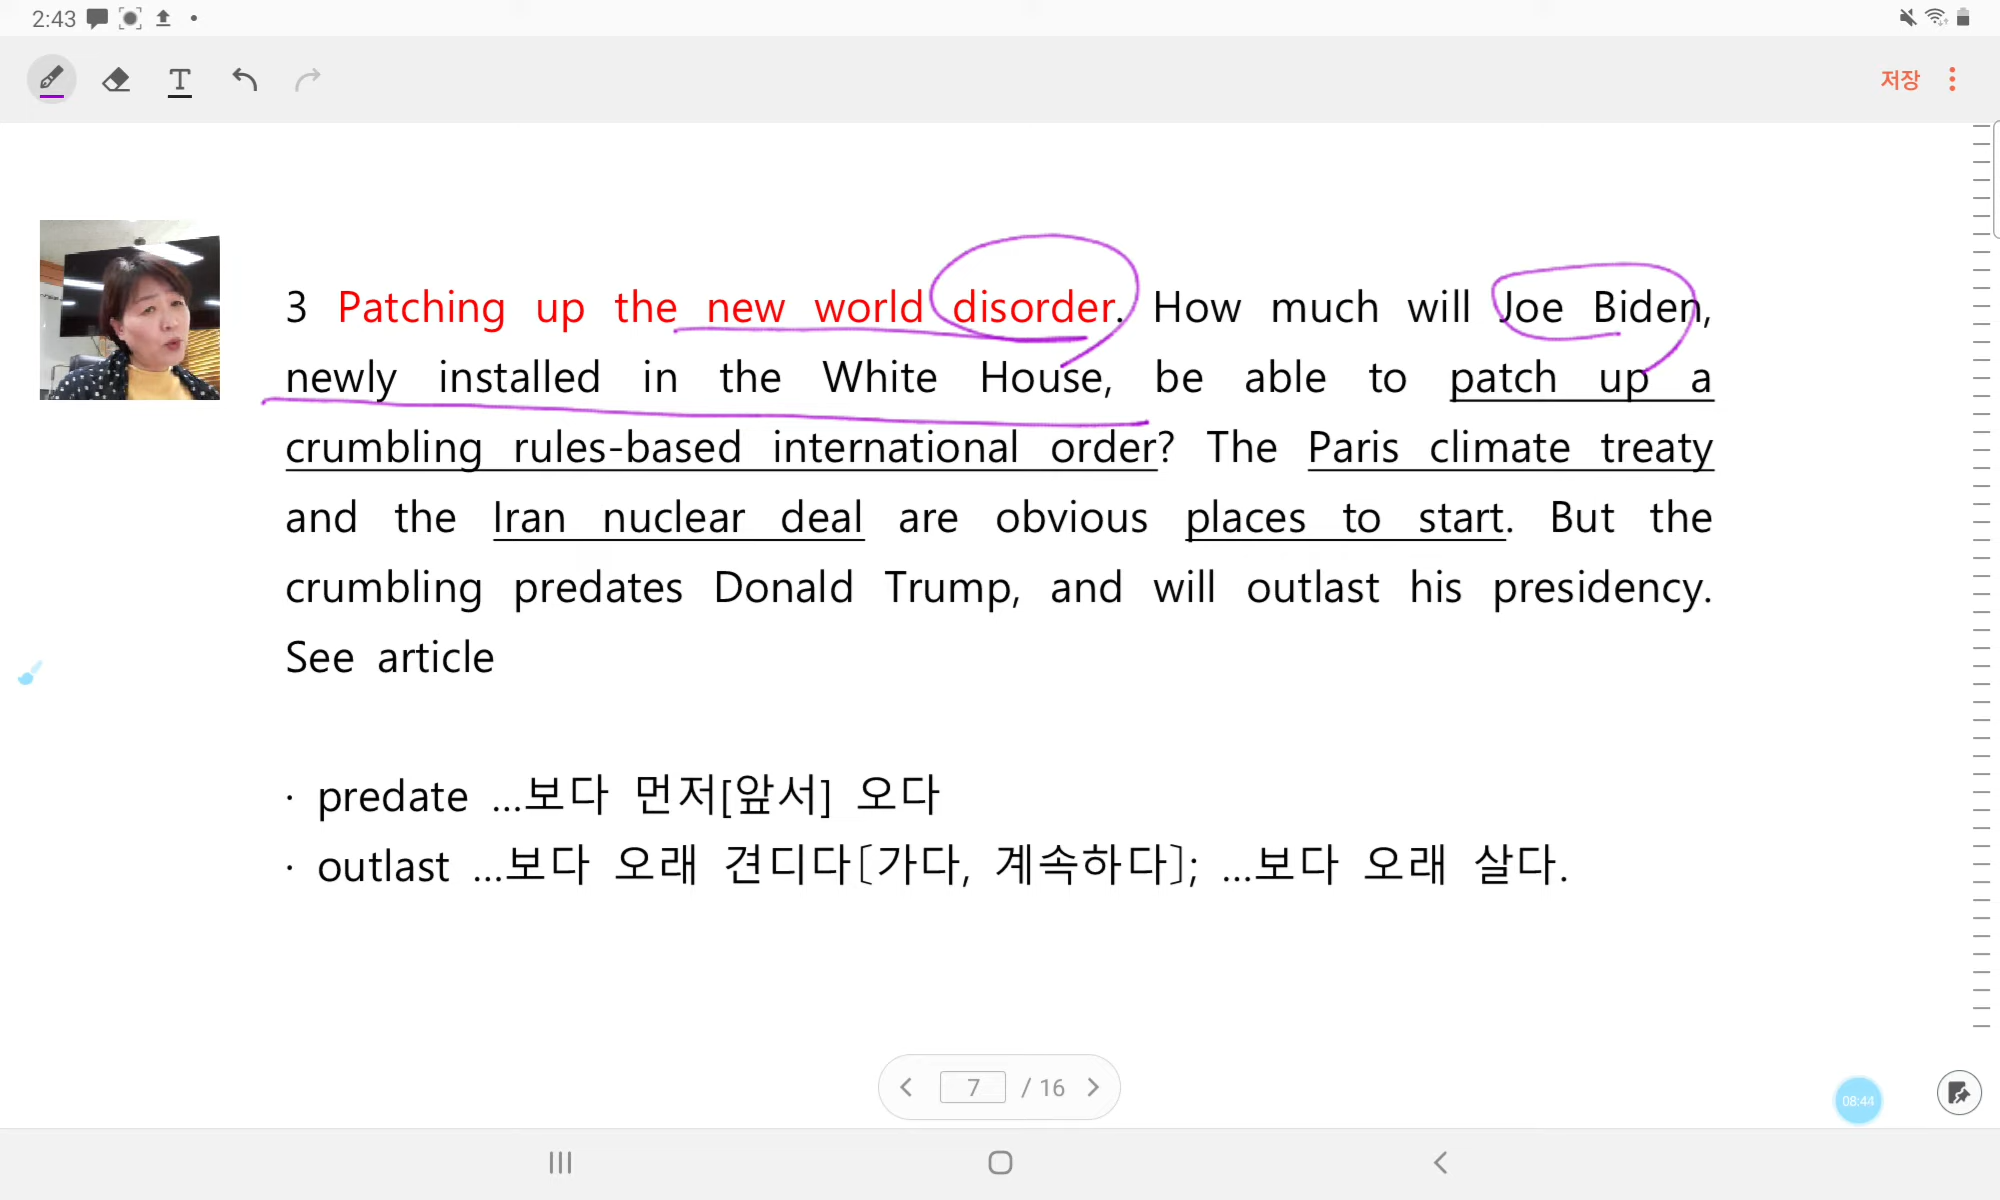 2:43
저장
3 Patching up the new world disorder. How much will Joe Biden,
newly installed in the White House, be able to patch up a
crumbling rules-based international order? The Paris climate treaty
and the Iran nuclear deal are obvious places to start. But the
crumbling predates Donald Trump, and will outlast his presidency.
See article
· predate ...보다 먼저[앞서] 오다
· outlast ...보다 오래 견디다〔가다, 계속하다〕; ...보다 오래 살다.
7 / 16
08:44